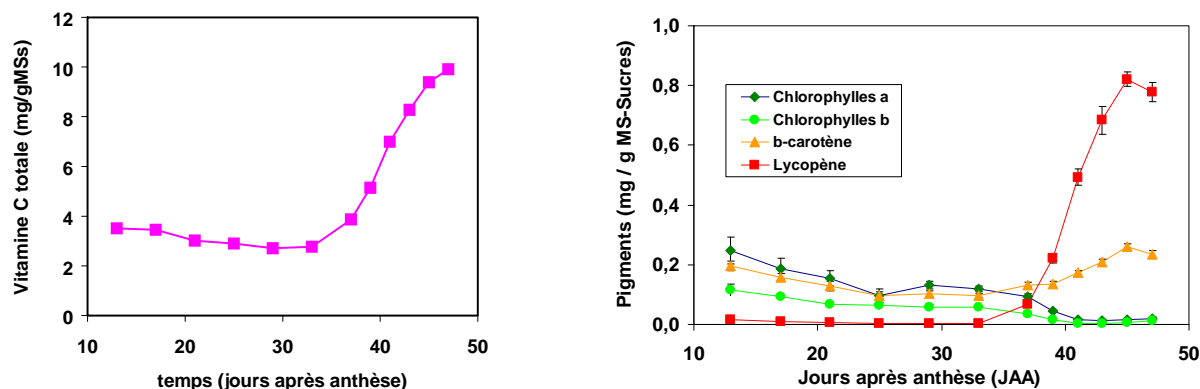 Vitamine C totale (mg/gMSs)
12
10
8
6
4
2
0
10 20 30 40 50
temps (jours après anthèse)
Pigments (mg / g MS-Sucres)
1,0
0,8
0,6
0,4
0,2
0,0
Chlorophylles a
Chlorophylles b
b-carotène
Lycopène
10 20 30 40 50
Jours après anthèse (JAA)